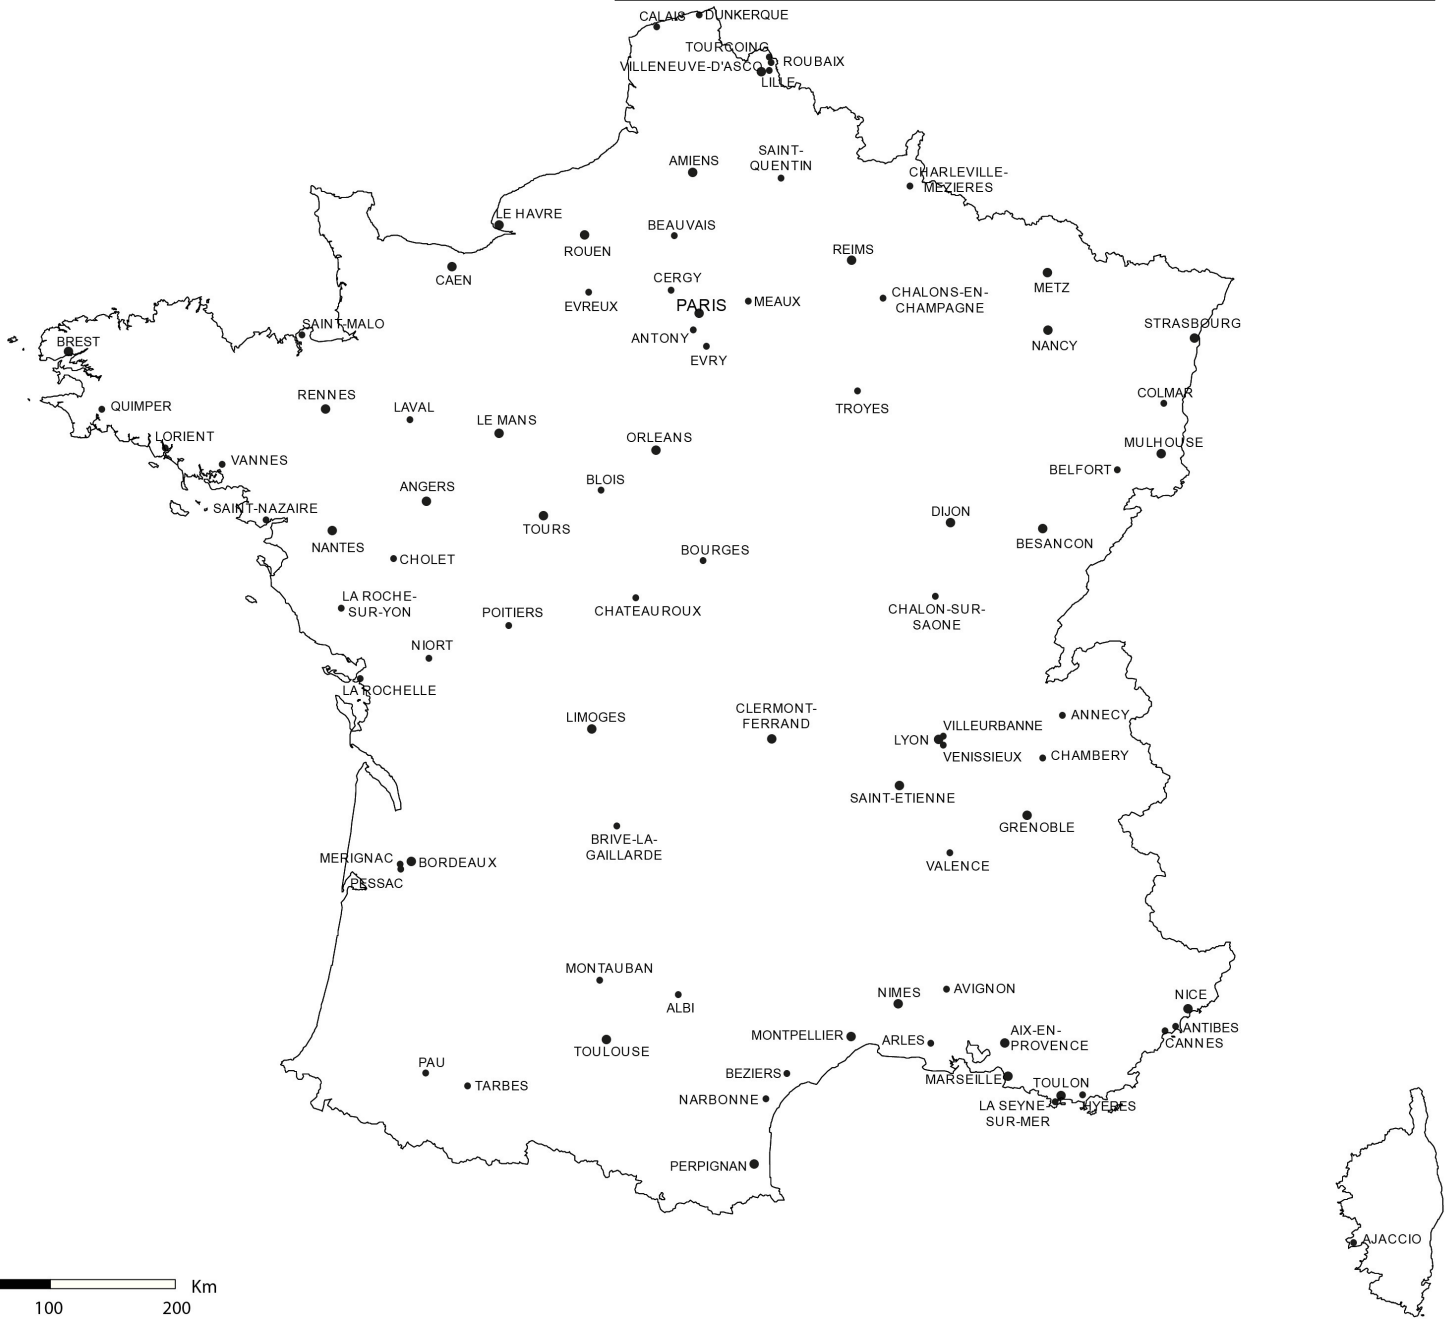 CALAIS
DUNKERQUE
TOURCOING
ROUBAIX
VILLENEUVE-D'ASCQ
LILLE
SAINT-
QUENTIN
AMIENS
CHARLEVILLE-
MEZIERES
LE HAVRE
BEAUVAIS
ROUEN
REIMS
CAEN
CERGY
METZ
CHALONS-EN-
CHAMPAGNE
EVREUX
PARIS
MEAUX
SAINT-MALO
STRASBOURG
BREST
ANTONY
NANCY
EVRY
RENNES
COLMAR
QUIMPER
LAVAL
TROYES
LE MANS
LORIENT
ORLEANS
MULHOUSE
VANNES
BELFORT
BLOIS
ANGERS
SAINT-NAZAIRE
DIJON
TOURS
NANTES
BESANCON
BOURGES
CHOLET
LA ROCHE-
SUR-YON
POITIERS
CHATEAUROUX
CHALON-SUR-
SAONE
NIORT
LA ROCHELLE
LIMOGES
CLERMONT-
FERRAND
ANNECY
VILLEURBANNE
LYON
VENISSIEUX
CHAMBERY
SAINT-ETIENNE
GRENOBLE
BRIVE-LA-
GAILLARDE
MERIGNAC
BORDEAUX
VALENCE
PESSAC
MONTAUBAN
AVIGNON
NIMES
NICE
ALBI
ANTIBES
CANNES
MONTPELLIER
ARLES
AIX-EN-
PROVENCE
TOULOUSE
PAU
TARBES
BEZIERS
MARSEILLE
TOULON
NARBONNE
LA SEYNE-
SUR-MER
HYERES
PERPIGNAN
AJACCIO
Km
100
200